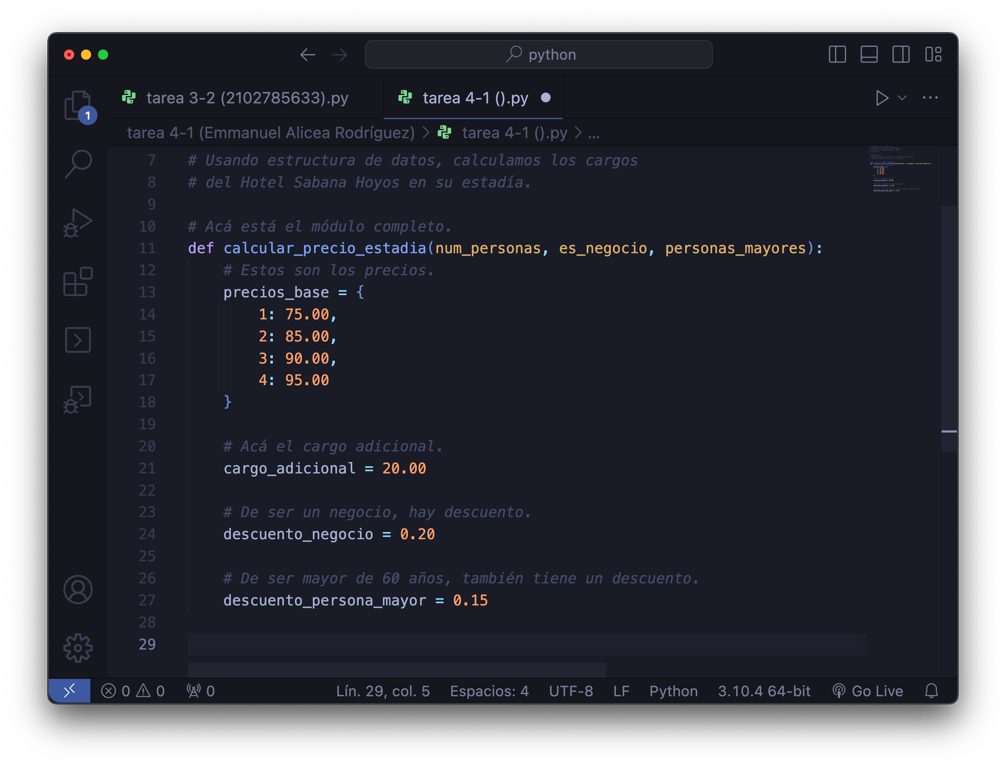 python
tarea 3-2 (2102785633).py
tarea 4-1 ().py
1
tarea 4-1 (Emmanuel Alicea Rodríguez) > tarea 4-1 ().py > ...
7 # Usando estructura de datos, calculamos los cargos
8 # del Hotel Sabana Hoyos en su estadía.
9
10 # Acá está el módulo completo.
11 def calcular_precio_estadia(num_personas, es_negocio, personas_mayores):
12 # Estos son los precios.
13 precios_base = {
14 1: 75.00,
15 2: 85.00,
16 3: 90.00,
17 4: 95.00
18 }
19
20 # Acá el cargo adicional.
21 cargo_adicional = 20.00
22
23 # De ser un negocio, hay descuento.
24 descuento_negocio = 0.20
25
26 # De ser mayor de 60 años, también tiene un descuento.
27 descuento_persona_mayor = 0.15
28
29
0 0 0 Lín. 29, col. 5 Espacios: 4 UTF-8 LF Python 3.10.4 64-bit Go Live